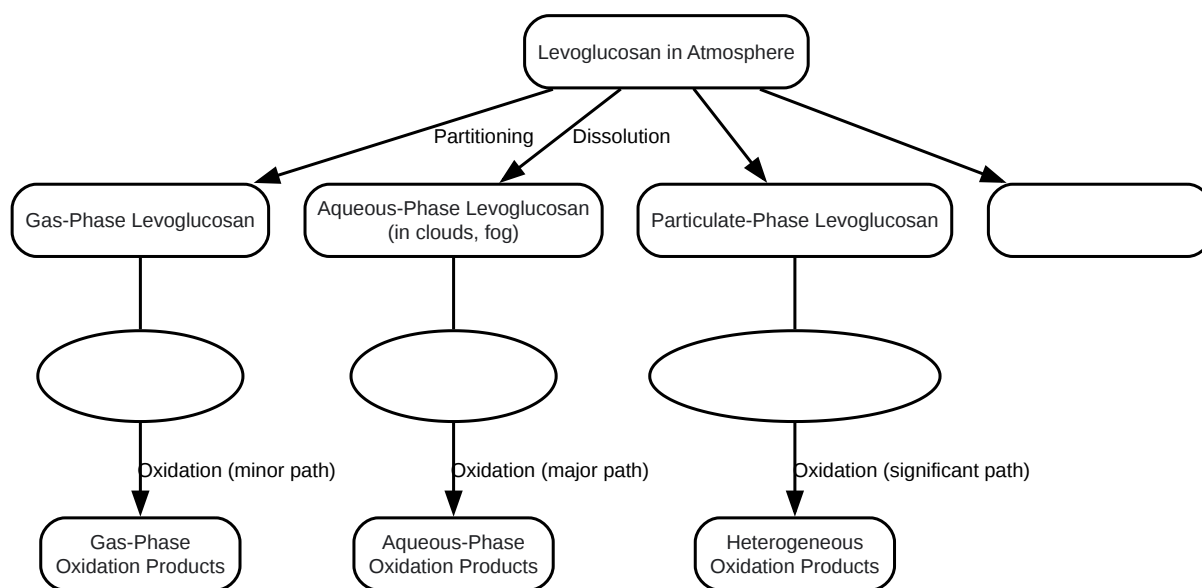 Levoglucosan in Atmosphere
Partitioning
Dissolution
Gas-Phase Levoglucosan
Aqueous-Phase Levoglucosan
(in clouds, fog)
Particulate-Phase Levoglucosan
Oxidation (minor path)
Oxidation (major path)
Oxidation (significant path)
Gas-Phase
Oxidation Products
Aqueous-Phase
Oxidation Products
Heterogeneous
Oxidation Products